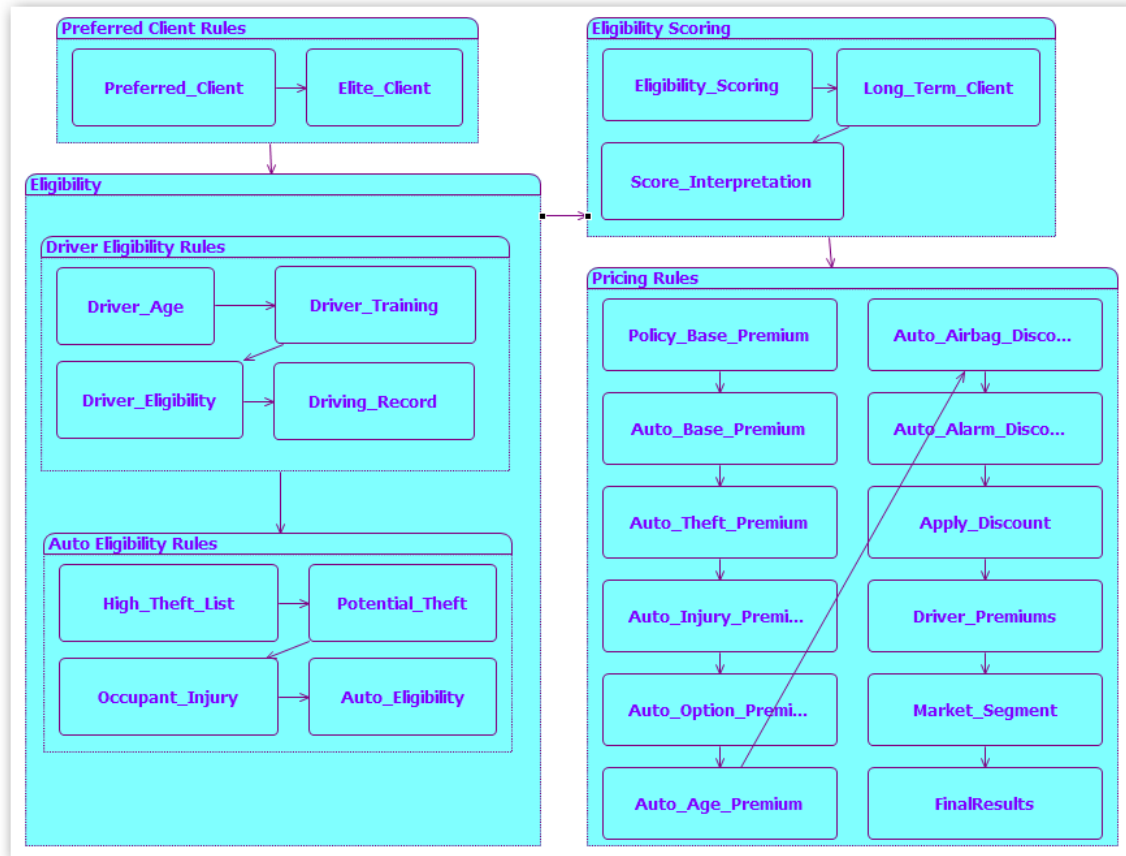 Preferred Client Rules
Preferred_Client
Elite_Client
Eligibility
Driver Eligibility Rules
Driver_Age
Driver_Training
Driver_Eligibility
Driving_Record
Auto Eligibility Rules
High_Theft_List
Potential_Theft
Occupant_Injury
Auto_Eligibility
Eligibility Scoring
Eligibility_Scoring
Long_Term_Client
Score_Interpretation
Pricing Rules
Policy_Base_Premium
Auto_Base_Premium
Auto_Theft_Premium
Auto_Injury_Premi...
Auto_Option_Premi...
Auto_Age_Premium
Auto_Airbag_Disco...
Auto_Alarm_Disco...
Apply_Discount
Driver_Premiums
Market_Segment
FinalResults